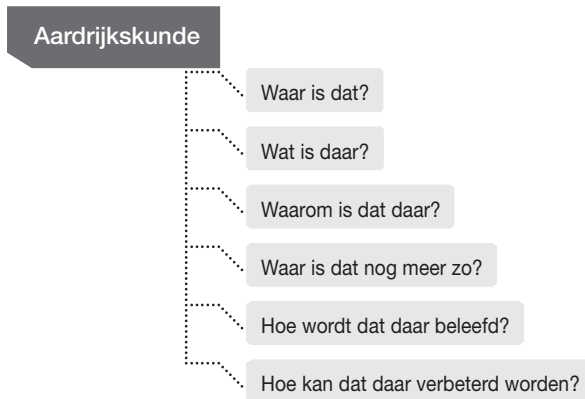 Aardrijkskunde
Waar is dat?
Wat is daar?
Waarom is dat daar?
Waar is dat nog meer zo?
Hoe wordt dat daar beleefd?
Hoe kan dat daar verbeterd worden?